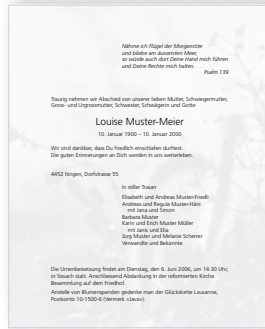 Nähme ich Flügel der Morgenröte
und bliebe am äussersten Meer,
so würde auch dort Deine Hand mich führen
und Deine Rechte mich halten.
Psalm 139
Traurig nehmen wir Abschied von unserer lieben Mutter, Schwiegermutter,
Gross- und Urgrossmutter, Schwester, Schwägerin und Gotte
Louise Muster-Meier
10. Januar 1900 – 10. Januar 2000
Wir sind dankbar, dass Du friedlich einschlafen durftest.
Die guten Erinnerungen an Dich werden in uns weiterleben.
4452 Itingen, Dorfstrasse 55
In stiller Trauer
Elisabeth und Andreas Muster-Friedli
Andreas und Regula Muster-Häni
mit Jana und Simon
Barbara Muster
Karin und Erich Muster Müller
mit Janis und Elia
Jürg Muster und Melanie Scherrer
Verwandte und Bekannte
Die Urnenbeisetzung findet am Dienstag, den 6. Juni 2006, um 14.30 Uhr,
in Sissach statt. Anschliessend Abdankung in der reformierten Kirche.
Besammlung auf dem Friedhof.
Anstelle von Blumenspenden gedenke man der Glückskette Lausanne,
Postkonto 10-1500-6 (Vermerk «Java»).